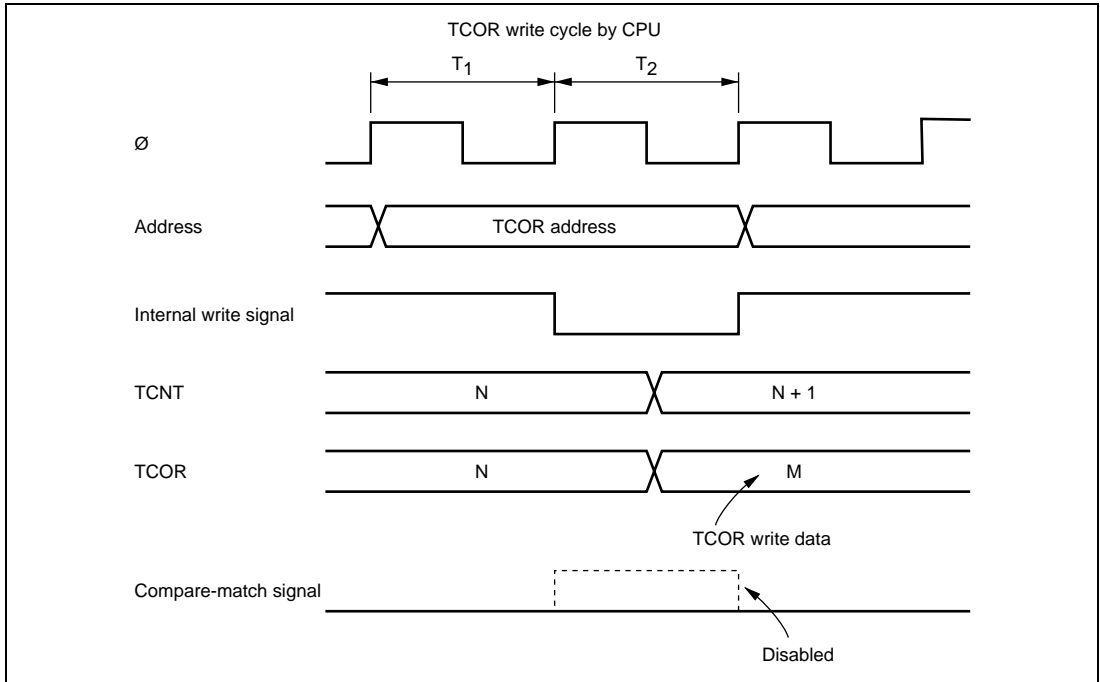 TCOR write cycle by CPU
T1 T2
Ø
Address TCOR address
Internal write signal
TCNT N N + 1
TCOR N M
TCOR write data
Compare-match signal
Disabled